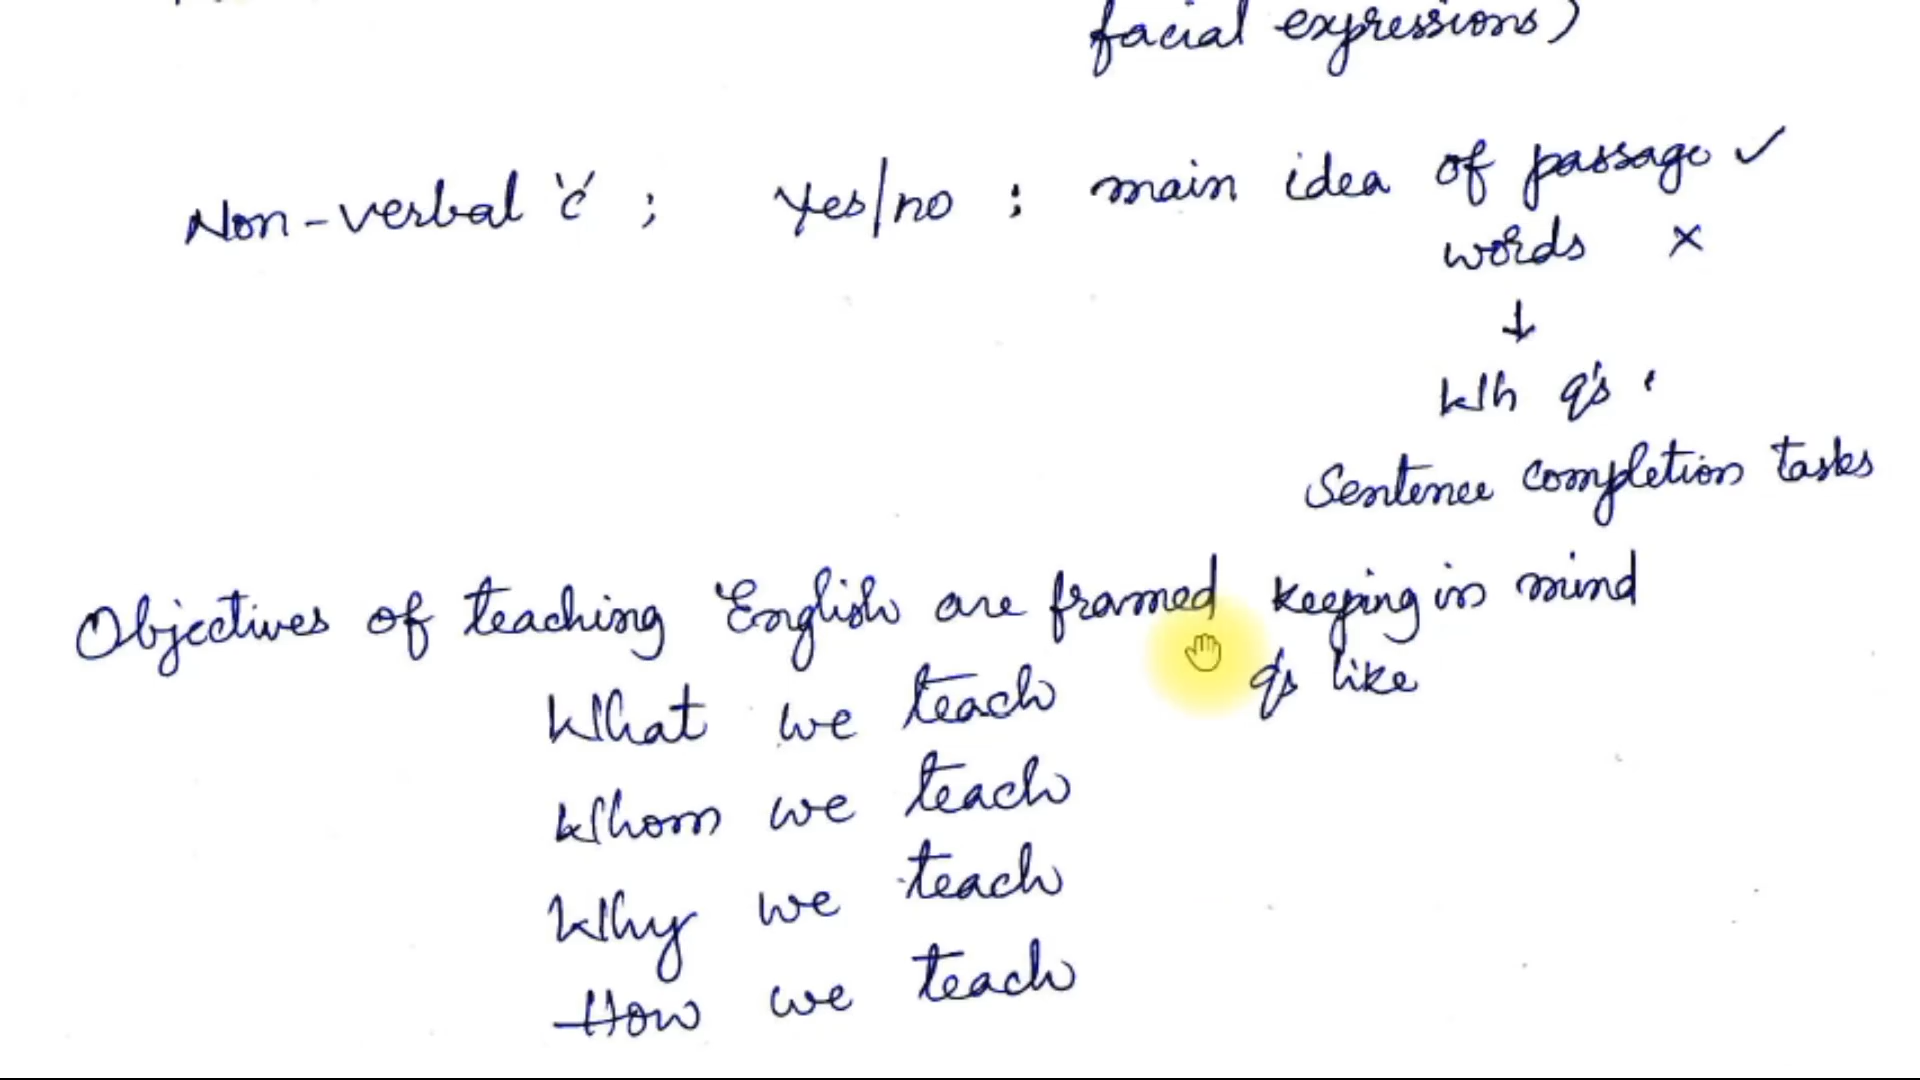 facial expressions)
Non-verbal 'c' ; Yes/no ; main idea of passage ✓
words ×
↓
Wh q's
Sentence completion tasks
Objectives of teaching English are framed keeping in mind
q's like
What we teach
Whom we teach
Why we teach
How we teach